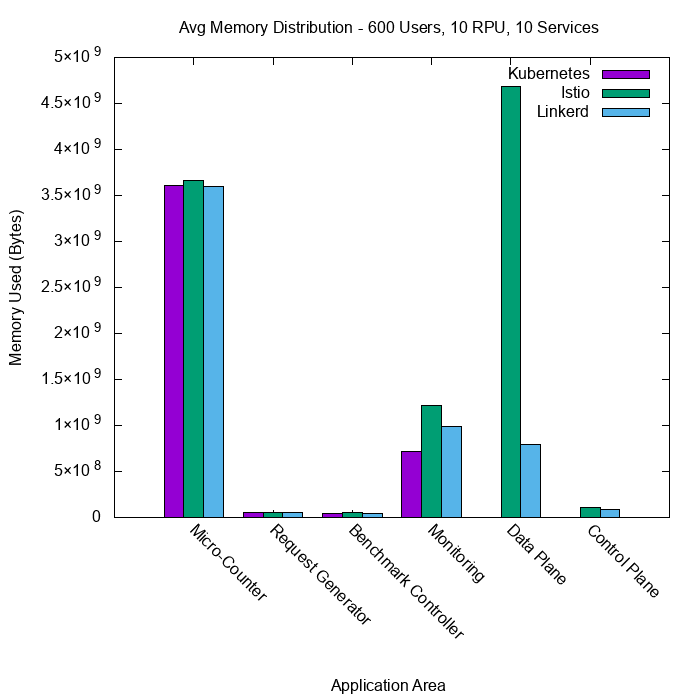 Avg Memory Distribution - 600 Users, 10 RPU, 10 Services
Kubernetes
Istio
Linkerd
Memory Used (Bytes)
5×10⁹
4.5×10⁹
4×10⁹
3.5×10⁹
3×10⁹
2.5×10⁹
2×10⁹
1.5×10⁹
1×10⁹
5×10⁸
0
Micro-Counter
Request Generator
Benchmark Controller
Monitoring
Data Plane
Control Plane
Application Area